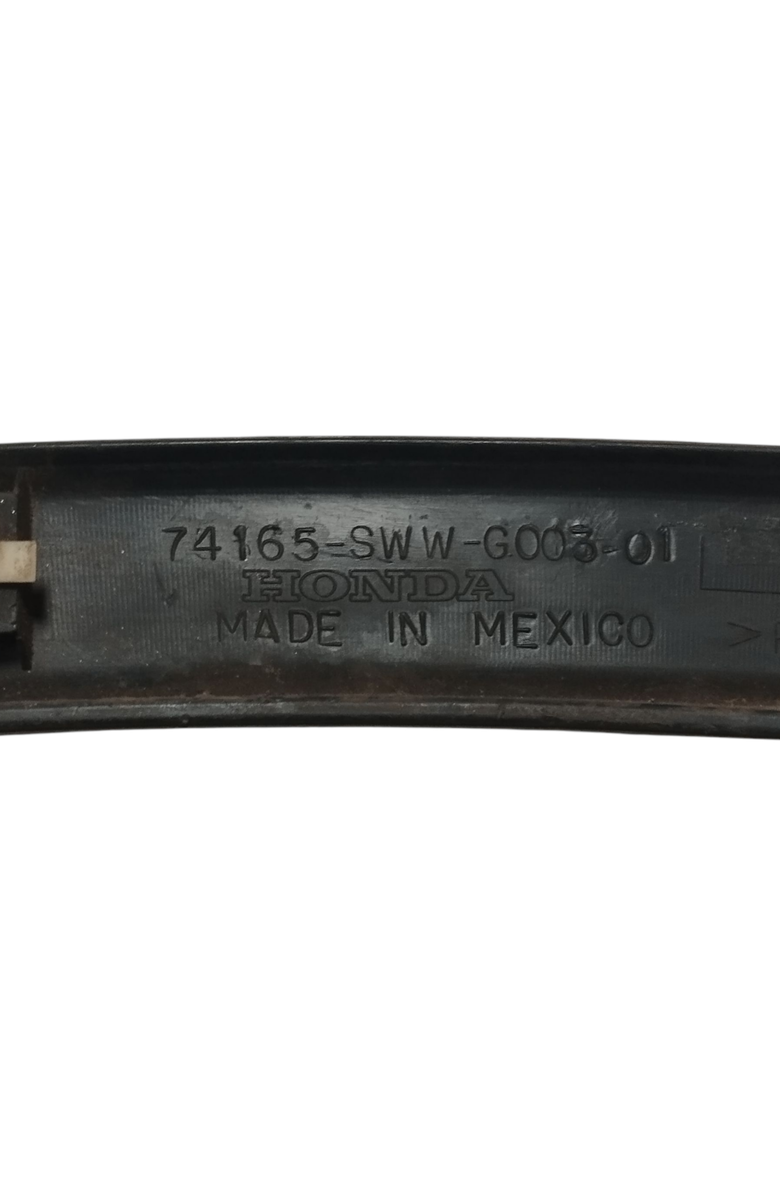 74165-SWW-G003-01
HONDA
MADE IN MEXICO
>